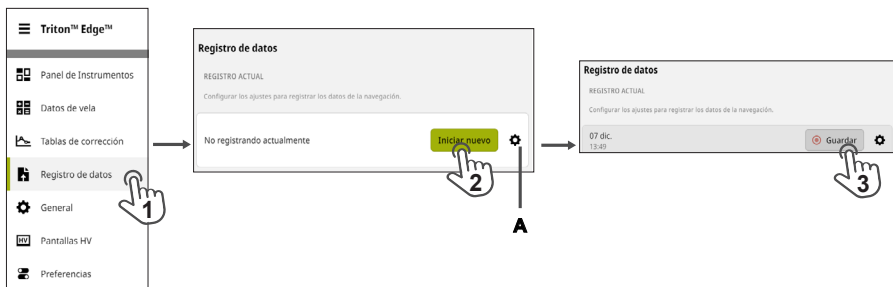 Triton™ Edge™
Panel de Instrumentos
Datos de vela
Tablas de corrección
Registro de datos
1
General
HV Pantallas HV
Preferencias
Registro de datos
REGISTRO ACTUAL
Configurar los ajustes para registrar los datos de la navegación.
No registrando actualmente
Iniciar nuevo
2
A
Registro de datos
REGISTRO ACTUAL
Configurar los ajustes para registrar los datos de la navegación.
07 dic.
13:49
Guardar
3